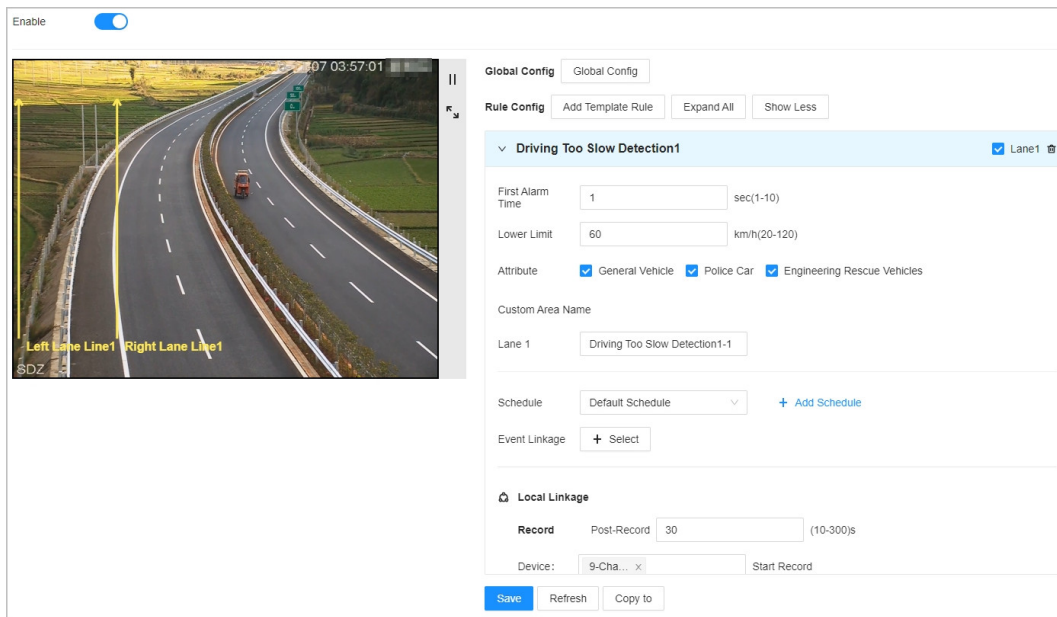 Enable
07 03:57:01
Left Lane Line1 Right Lane Line1
SDZ
Global Config Global Config
Rule Config Add Template Rule Expand All Show Less
Driving Too Slow Detection1 Lane1
First Alarm
Time 1 sec(1-10)
Lower Limit 60 km/h(20-120)
Attribute General Vehicle Police Car Engineering Rescue Vehicles
Custom Area Name
Lane 1 Driving Too Slow Detection1-1
Schedule Default Schedule + Add Schedule
Event Linkage + Select
Local Linkage
Record Post-Record 30 (10-300)s
Device: 9-Cha... × Start Record
Save Refresh Copy to